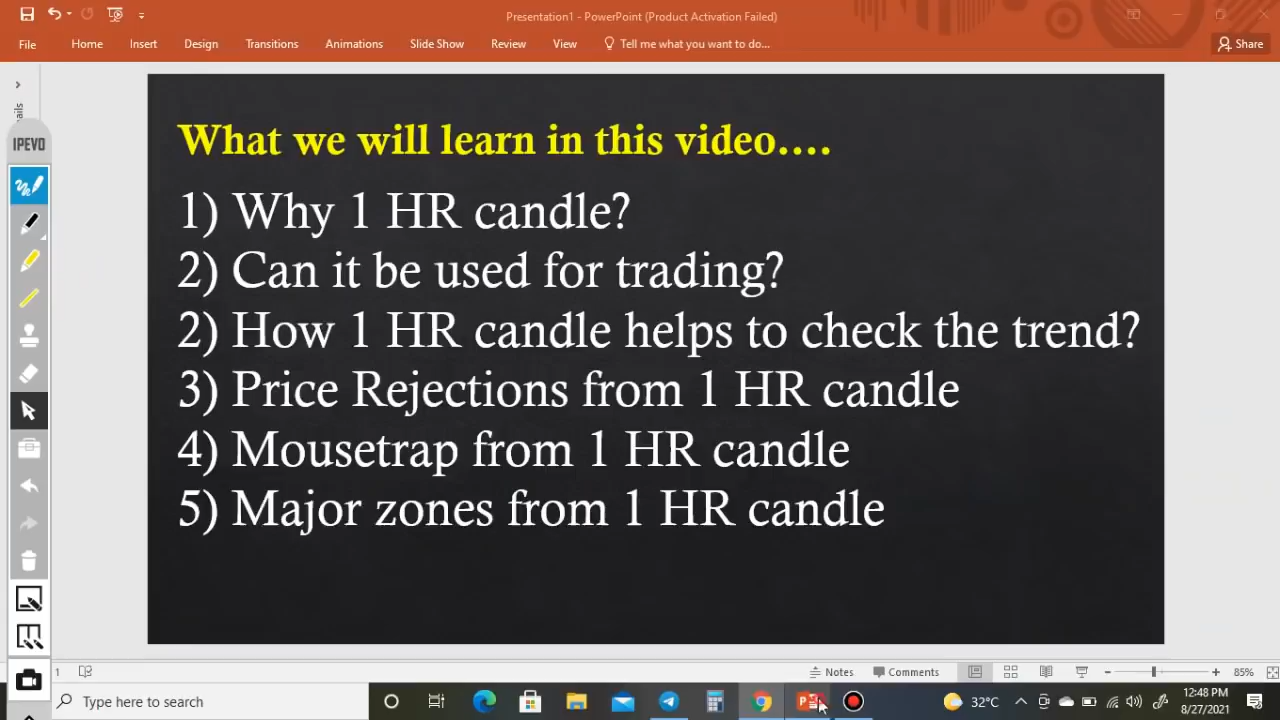 Presentation1 - PowerPoint (Product Activation Failed)
File Home Insert Design Transitions Animations Slide Show Review View Tell me what you want to do... Share
ails
IPEVO
What we will learn in this video....
1) Why 1 HR candle?
2) Can it be used for trading?
2) How 1 HR candle helps to check the trend?
3) Price Rejections from 1 HR candle
4) Mousetrap from 1 HR candle
5) Major zones from 1 HR candle
1 Notes Comments 85%
Type here to search 32°C 12:48 PM
8/27/2021